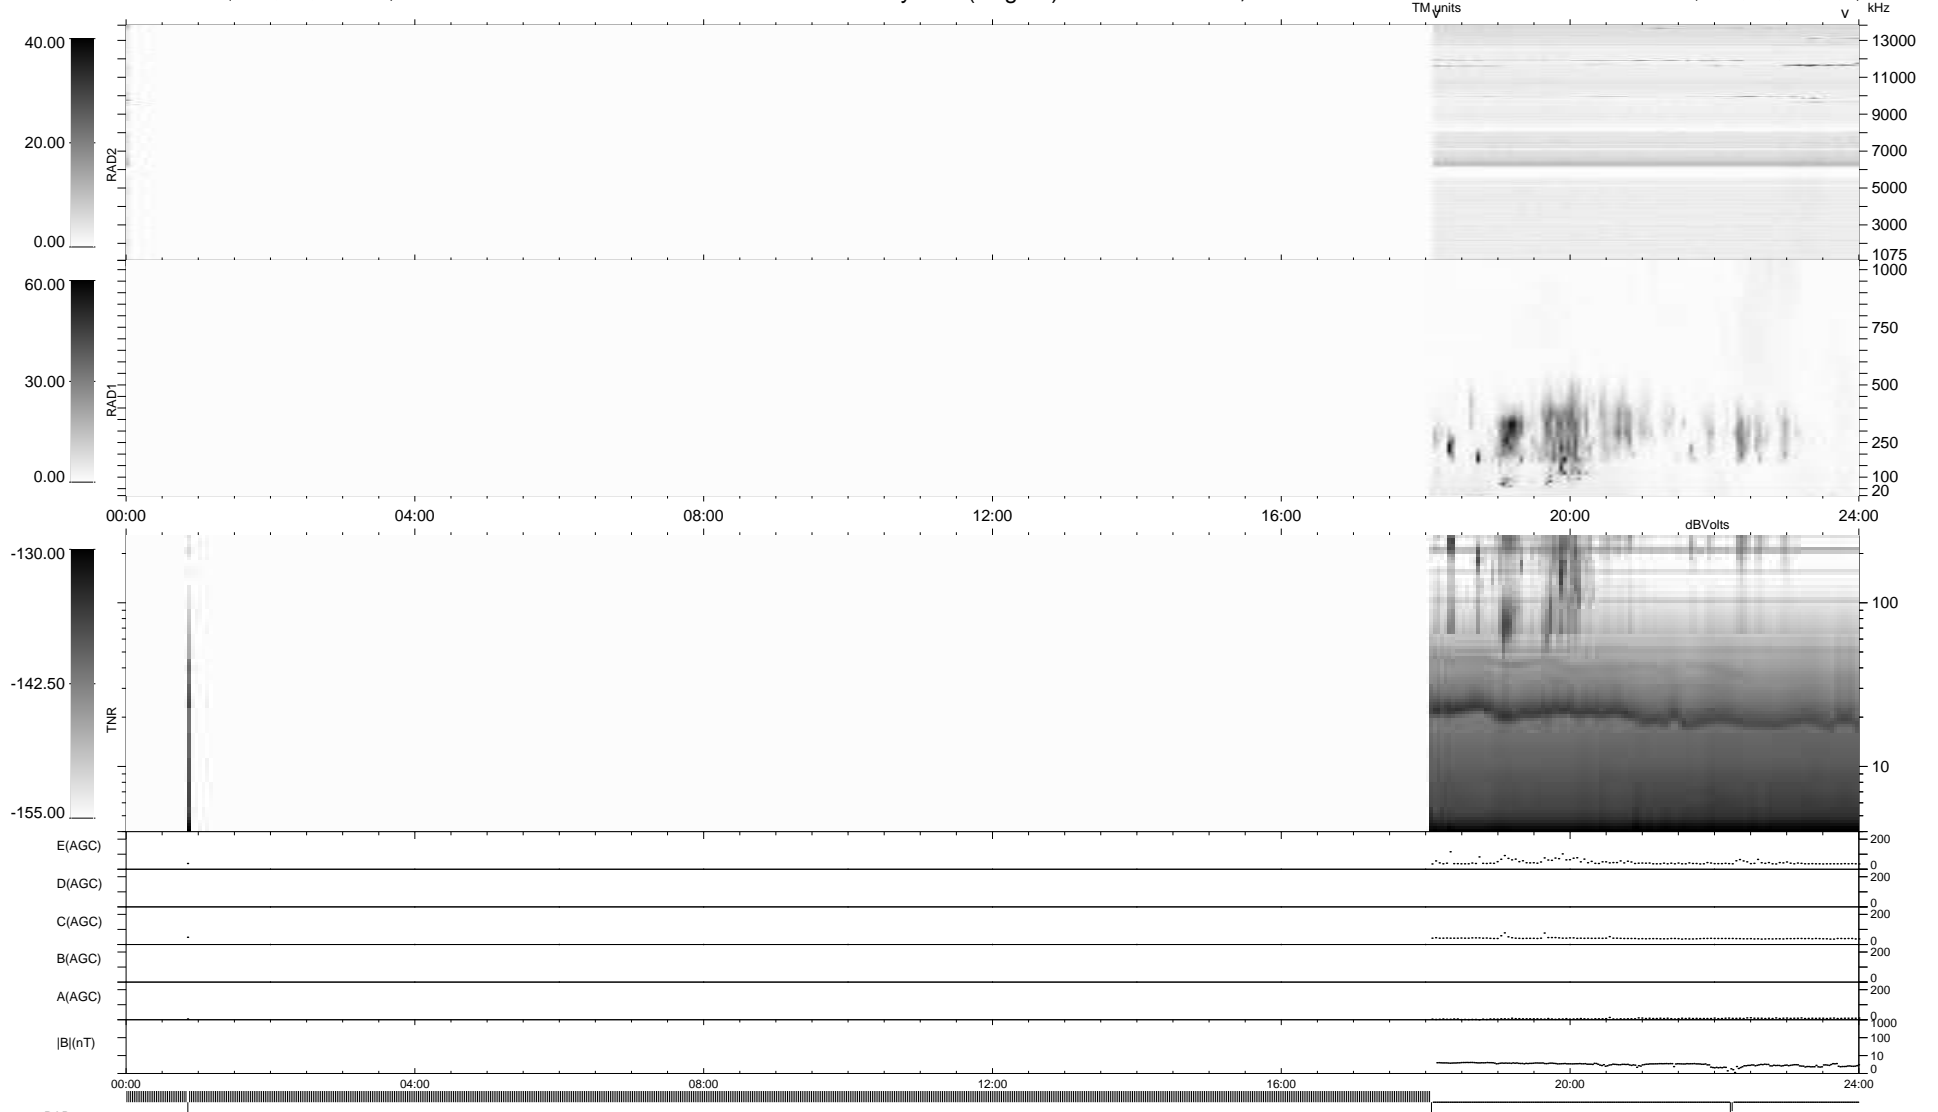 TM units
v v kHz
40.00
20.00
0.00
RAD2
13000
11000
9000
7000
5000
3000
1075
60.00
30.00
0.00
RAD1
1000
750
500
250
100
20
00:00 04:00 08:00 12:00 16:00 20:00 24:00
dBVolts
-130.00
-142.50
-155.00
TNR
100
10
E(AGC) 200
0
D(AGC) 200
0
C(AGC) 200
0
B(AGC) 200
0
A(AGC) 200
0
|B|(nT) 1000
100
10
0
00:00 04:00 08:00 12:00 16:00 20:00 24:00